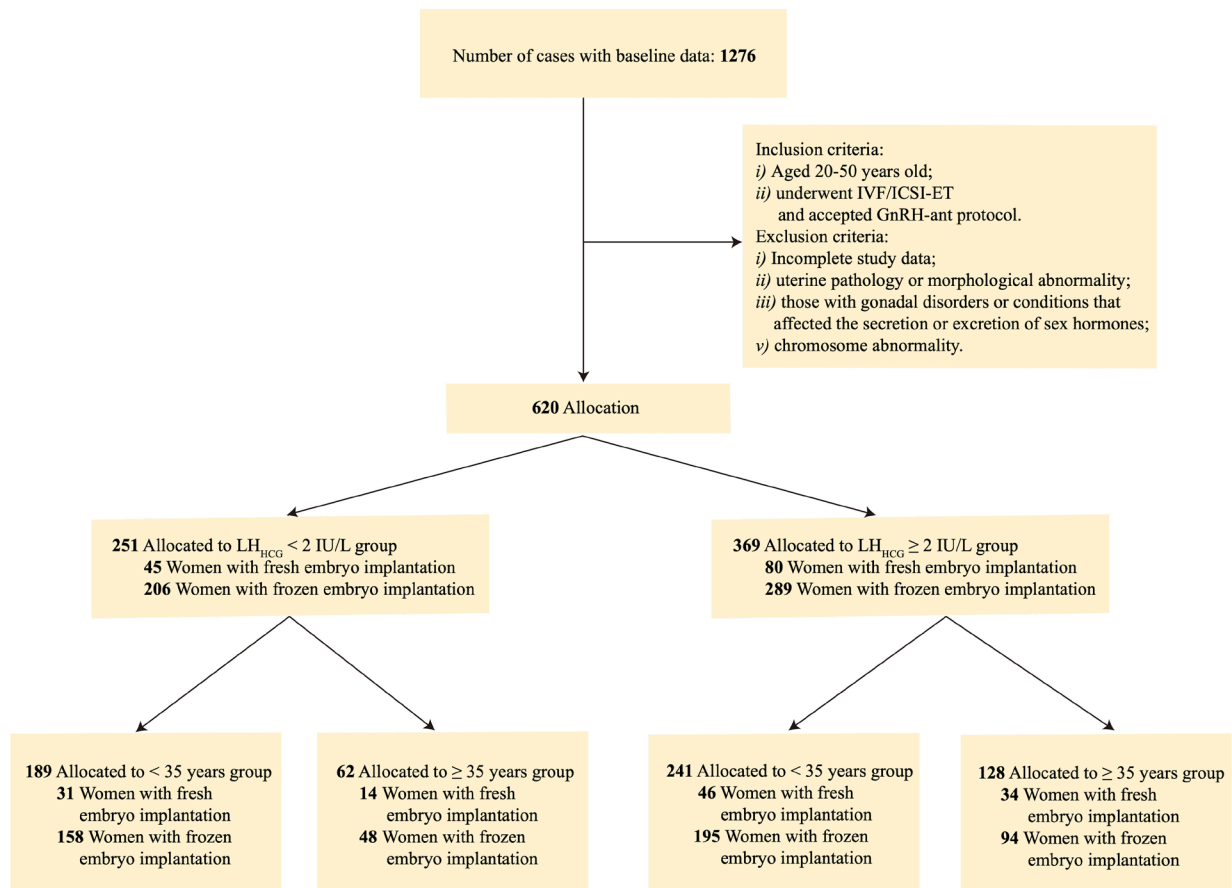 Number of cases with baseline data: 1276
Inclusion criteria:
i) Aged 20-50 years old;
ii) underwent IVF/ICSI-ET
and accepted GnRH-ant protocol.
Exclusion criteria:
i) Incomplete study data;
ii) uterine pathology or morphological abnormality;
iii) those with gonadal disorders or conditions that
affected the secretion or excretion of sex hormones;
v) chromosome abnormality.
620 Allocation
251 Allocated to LHHCG < 2 IU/L group
45 Women with fresh embryo implantation
206 Women with frozen embryo implantation
369 Allocated to LHHCG ≥ 2 IU/L group
80 Women with fresh embryo implantation
289 Women with frozen embryo implantation
189 Allocated to < 35 years group
31 Women with fresh
embryo implantation
158 Women with frozen
embryo implantation
62 Allocated to ≥ 35 years group
14 Women with fresh
embryo implantation
48 Women with frozen
embryo implantation
241 Allocated to < 35 years group
46 Women with fresh
embryo implantation
195 Women with frozen
embryo implantation
128 Allocated to ≥ 35 years group
34 Women with fresh
embryo implantation
94 Women with frozen
embryo implantation